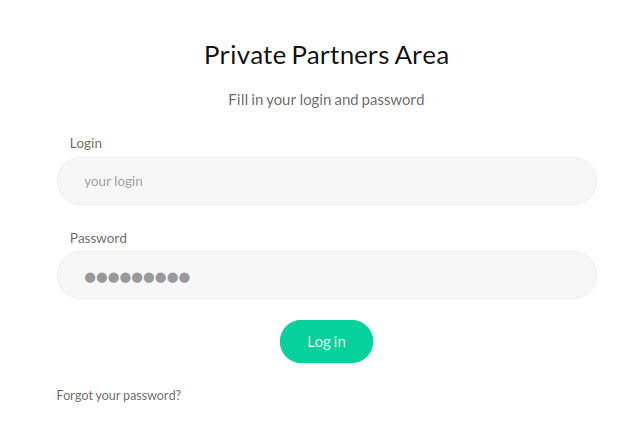 Private Partners Area
Fill in your login and password
Login
your login
Password
●●●●●●●●●
Log in
Forgot your password?